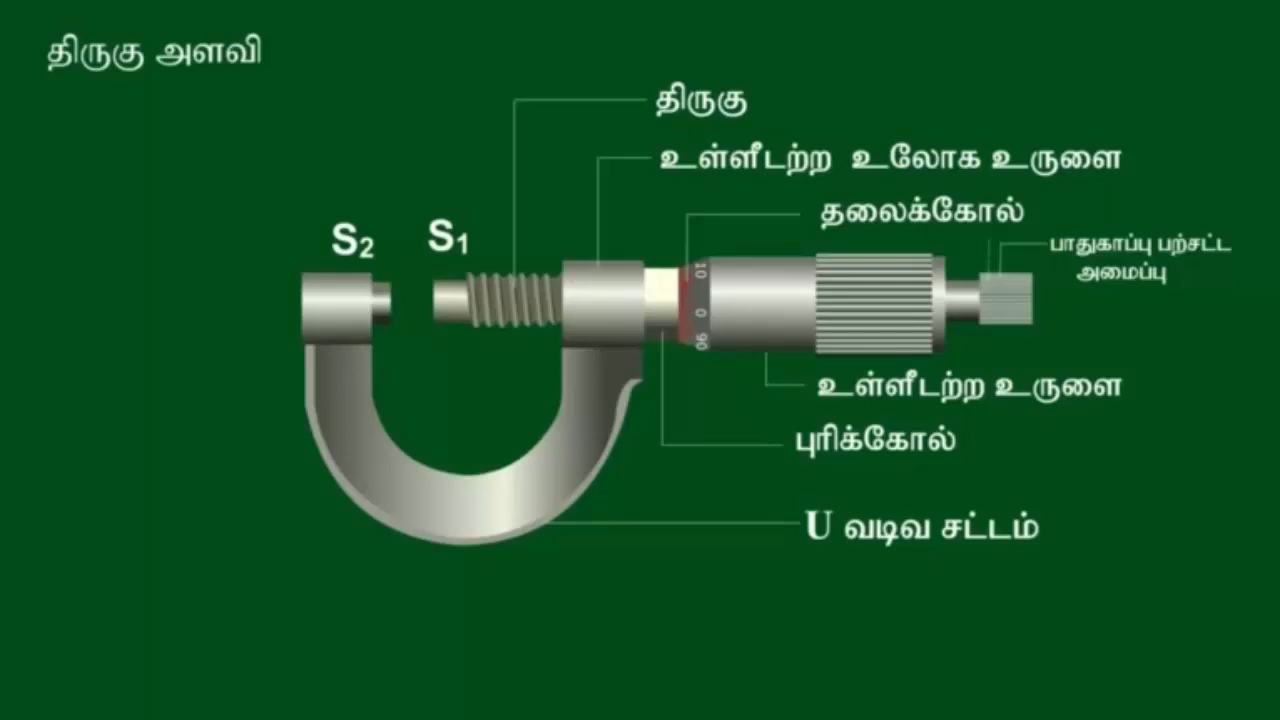 திருகு அளவி
திருகு
உள்ளீடற்ற உலோக உருளை
தலைக்கோல்
S2
S1
பாதுகாப்பு பற்சட்ட
அமைப்பு
10
0
90
உள்ளீடற்ற உருளை
புரிக்கோல்
U வடிவ சட்டம்